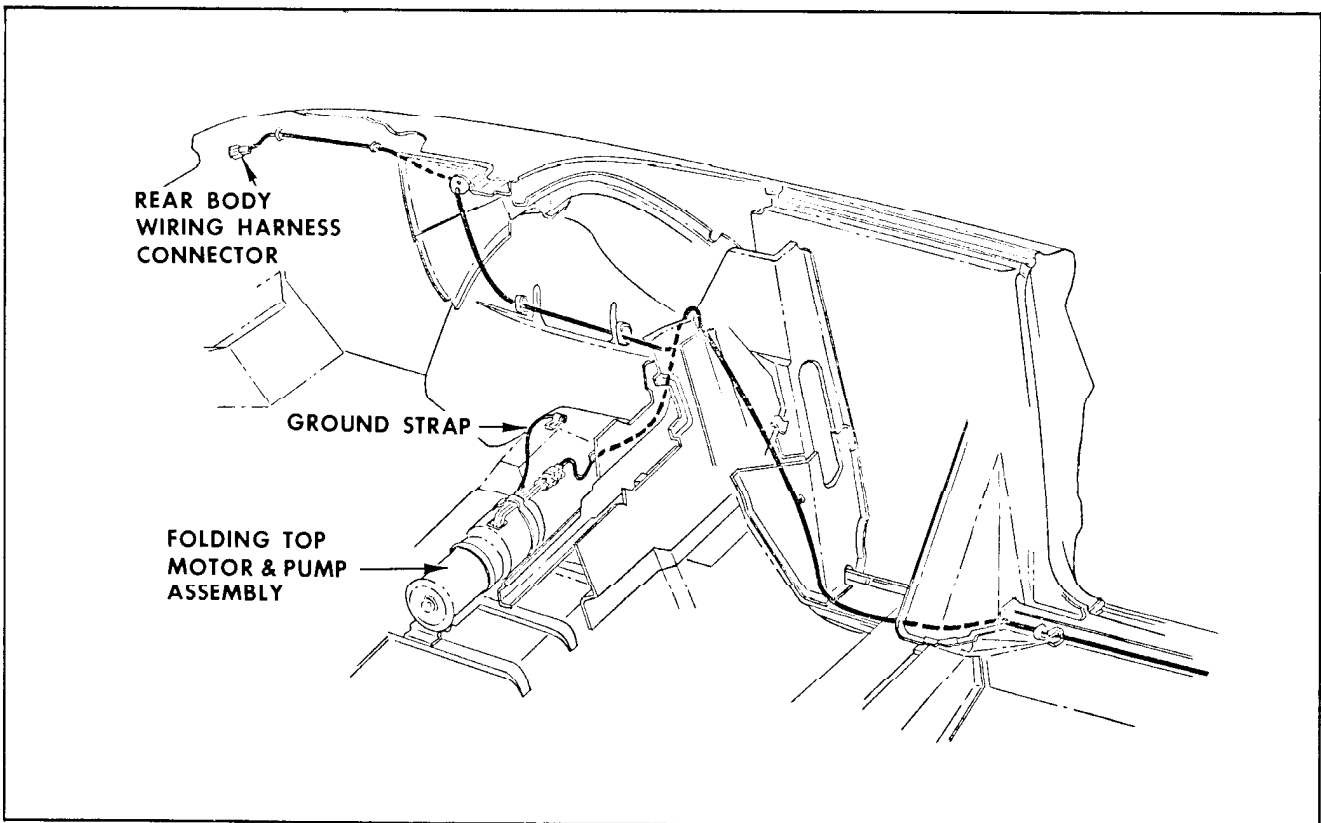 REAR BODY
WIRING HARNESS
CONNECTOR
GROUND STRAP
FOLDING TOP
MOTOR & PUMP
ASSEMBLY